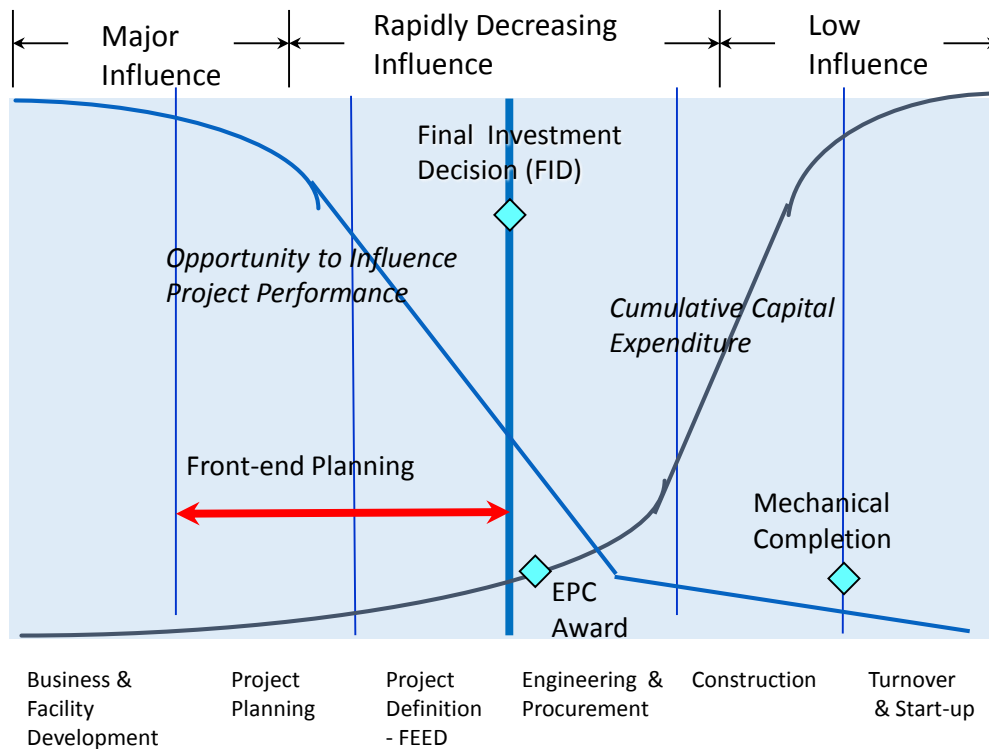 Major
Influence
Rapidly Decreasing
Influence
Low
Influence
Final Investment
Decision (FID)
Opportunity to Influence
Project Performance
Cumulative Capital
Expenditure
Front-end Planning
Mechanical
Completion
EPC
Award
Business &
Facility
Development
Project
Planning
Project
Definition
- FEED
Engineering &
Procurement
Construction
Turnover
& Start-up